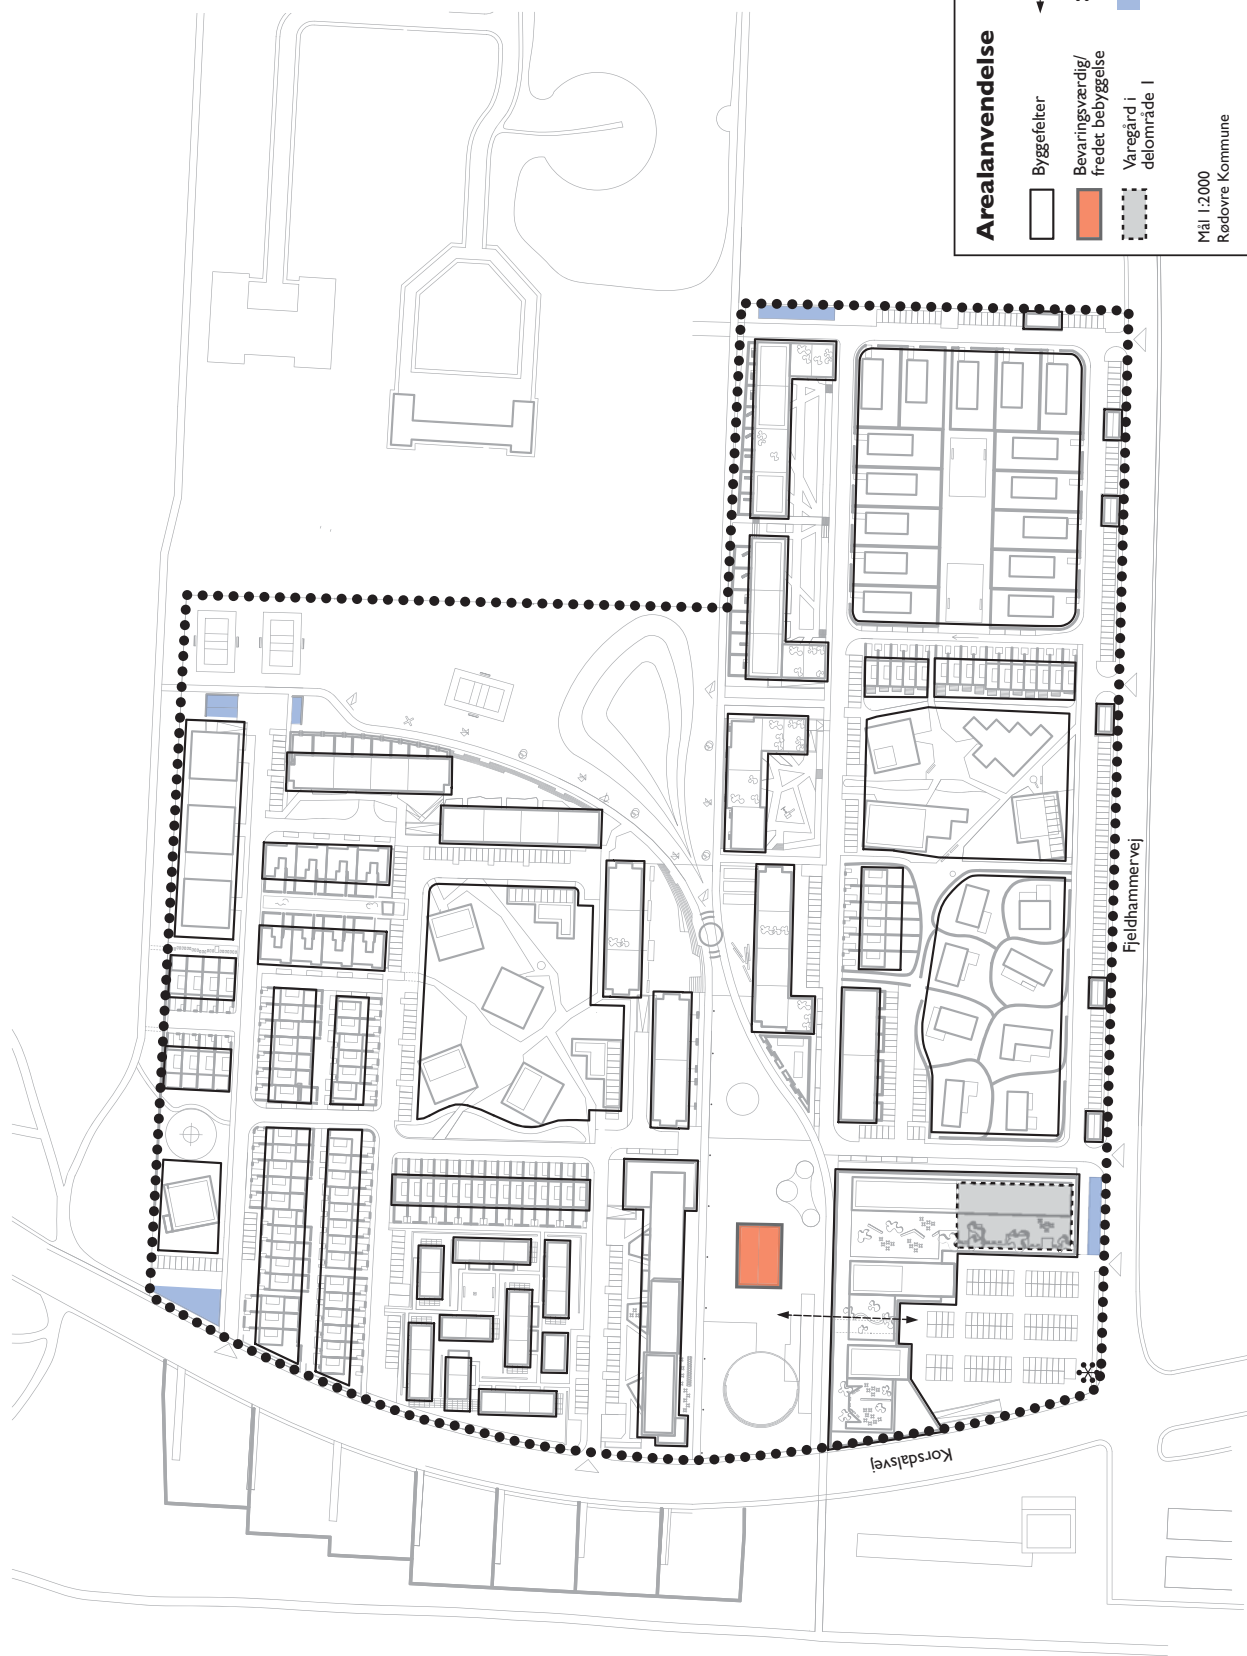 Arealanvendelse
Byggefelter
Bevaringsværdig/
fredet bebyggelse
Varegård i
delområde 1
Mål 1:2000
Rødovre Kommune
Fjeldhammervej
Korsdalsvej